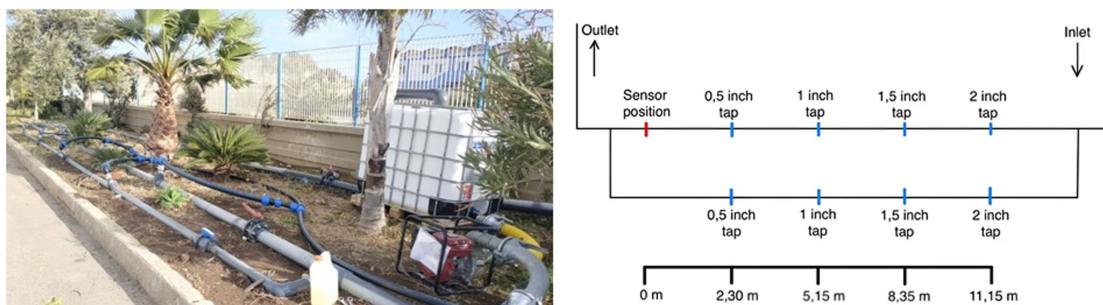 Outlet
Inlet
Sensor
position
0,5 inch
tap
1 inch
tap
1,5 inch
tap
2 inch
tap
0,5 inch
tap
1 inch
tap
1,5 inch
tap
2 inch
tap
0 m
2,30 m
5,15 m
8,35 m
11,15 m